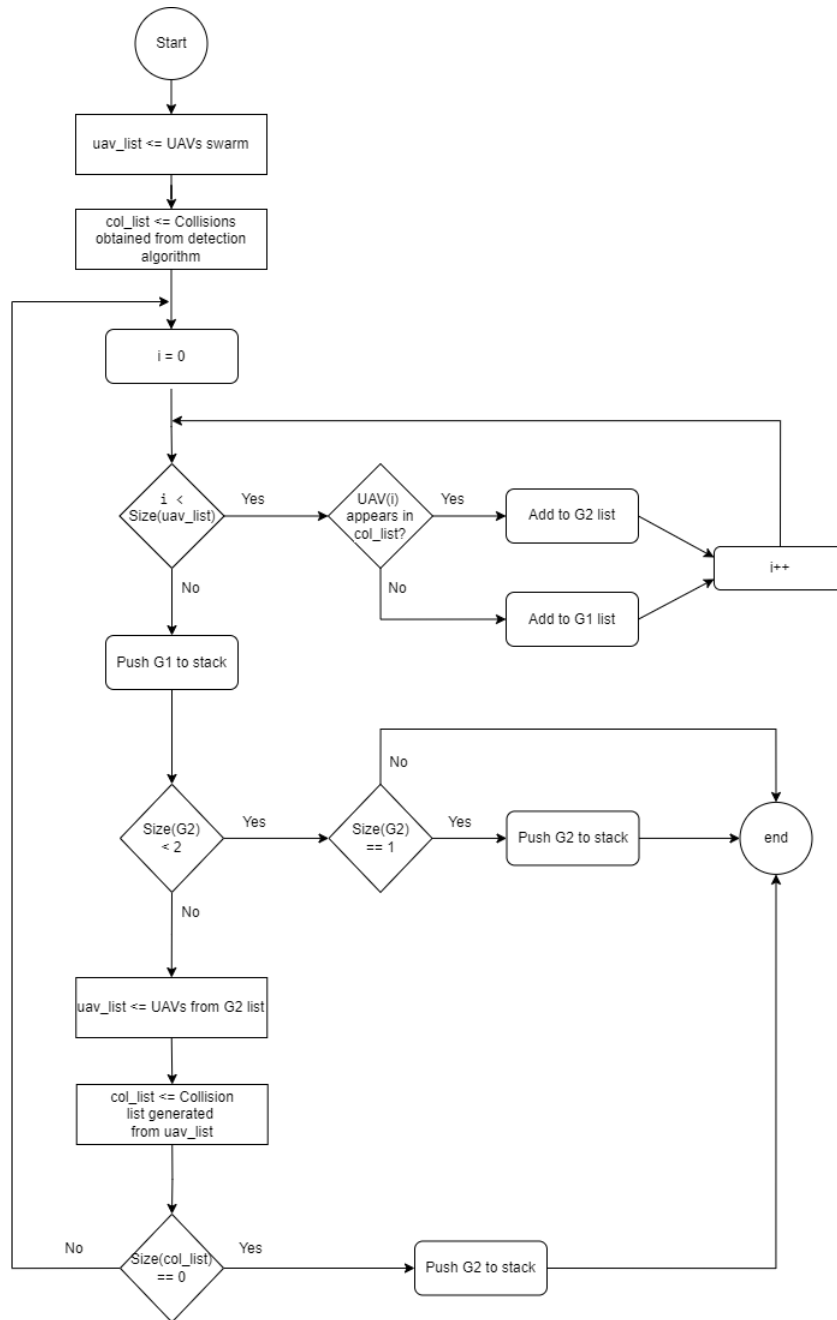 Start
uav_list <= UAVs swarm
col_list <= Collisions
obtained from detection
algorithm
i = 0
i <
Size(uav_list)
Yes
UAV(i)
appears in
col_list?
Yes
Add to G2 list
i++
No
No
Add to G1 list
Push G1 to stack
No
Size(G2)
< 2
Yes
Size(G2)
== 1
Yes
Push G2 to stack
end
No
uav_list <= UAVs from G2 list
col_list <= Collision
list generated
from uav_list
No
Size(col_list)
== 0
Yes
Push G2 to stack